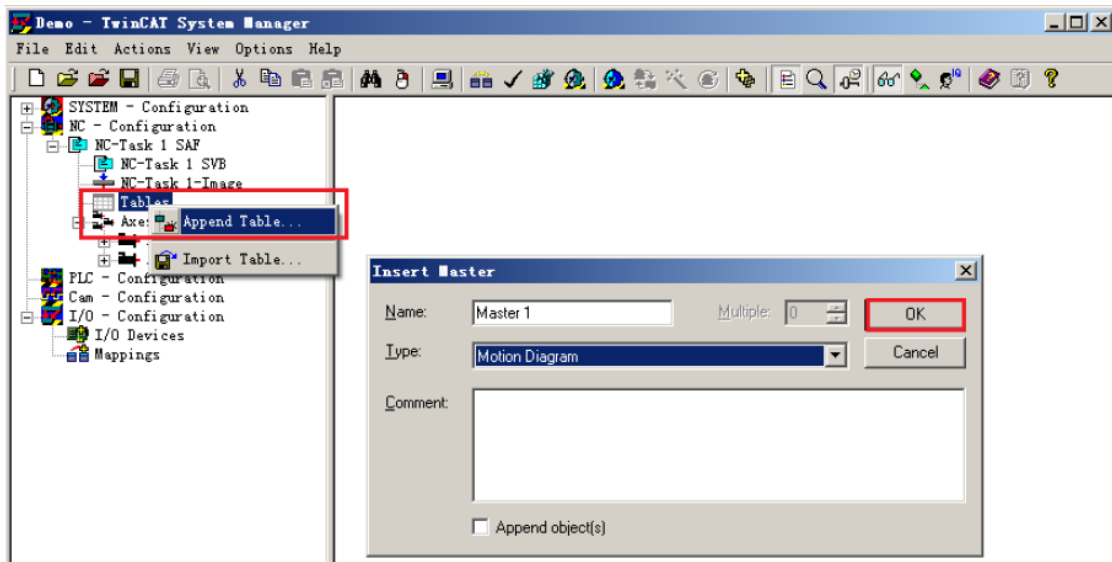 Demo - TwinCAT System Manager
File Edit Actions View Options Help
SYSTEM - Configuration
NC - Configuration
NC-Task 1 SAF
NC-Task 1 SVB
NC-Task 1-Image
Tables
Axes
Append Table...
Import Table...
PLC - Configuration
Cam - Configuration
I/O - Configuration
I/O Devices
Mappings
Insert Master
Name:
Master 1
Multiple:
0
OK
Type:
Motion Diagram
Cancel
Comment:
Append object(s)